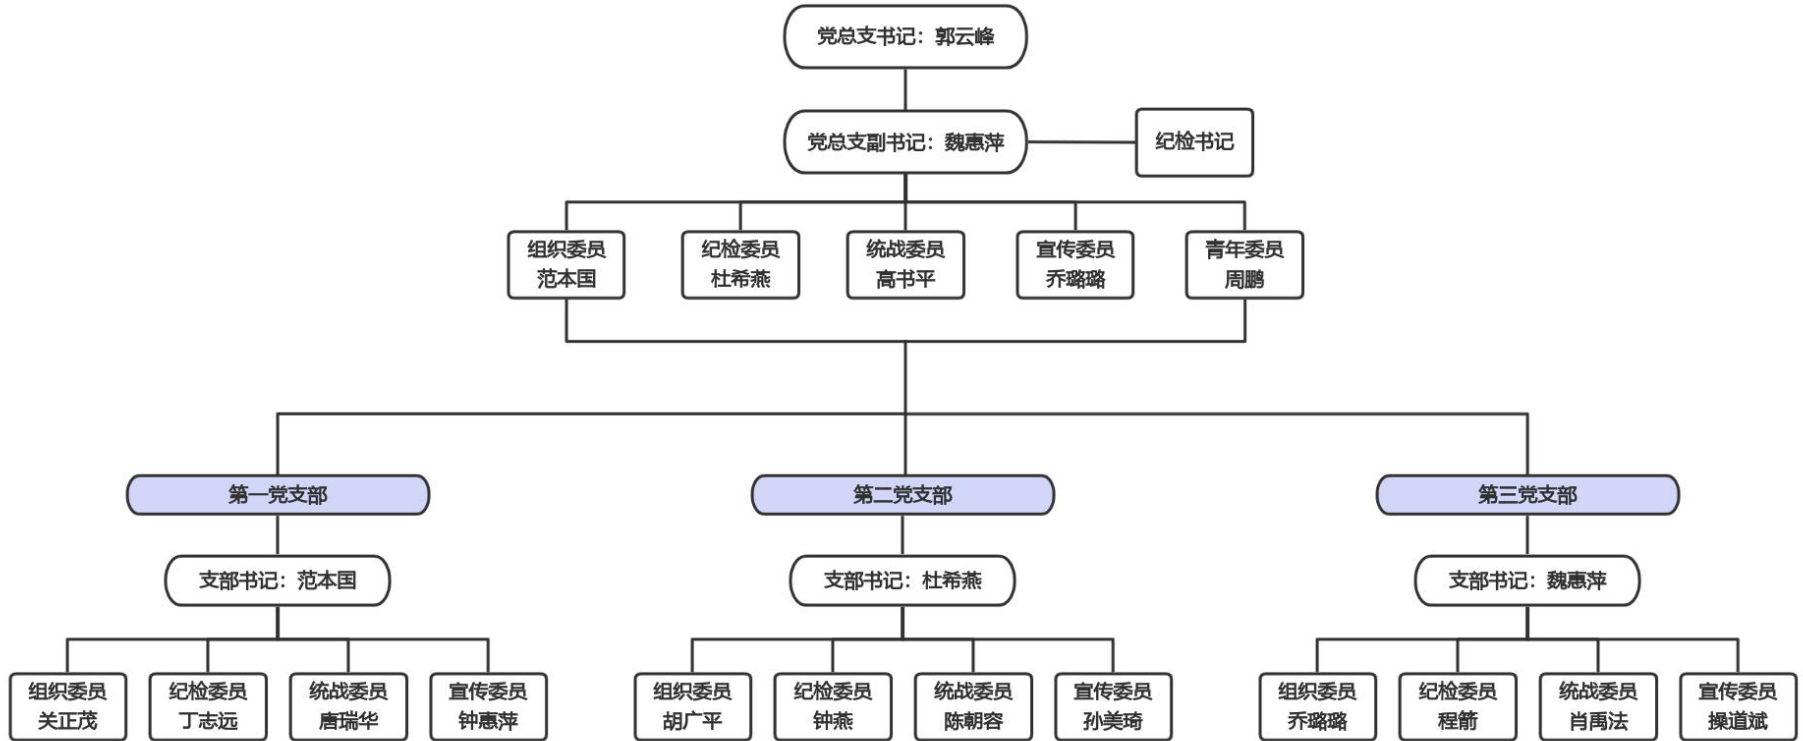 党总支书记：郭云峰
党总支副书记：魏惠萍
纪检书记
组织委员
范本国
纪检委员
杜希燕
统战委员
高书平
宣传委员
乔璐璐
青年委员
周鹏
第一党支部
第二党支部
第三党支部
支部书记：范本国
支部书记：杜希燕
支部书记：魏惠萍
组织委员
关正茂
纪检委员
丁志远
统战委员
唐瑞华
宣传委员
钟惠萍
组织委员
胡广平
纪检委员
钟燕
统战委员
陈朝容
宣传委员
孙美琦
组织委员
乔璐璐
纪检委员
程箭
统战委员
肖禹法
宣传委员
操道斌